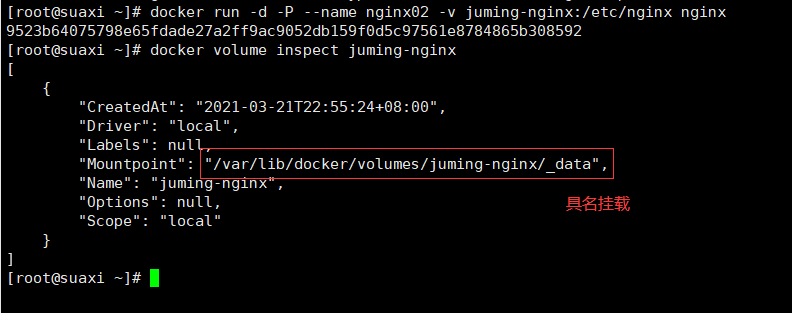 [root@suaxi ~]# docker run -d -P --name nginx02 -v juming-nginx:/etc/nginx nginx
9523b64075798e65fdade27a2ff9ac9052db159f0d5c97561e8784865b308592
[root@suaxi ~]# docker volume inspect juming-nginx
[
    {
        "CreatedAt": "2021-03-21T22:55:24+08:00",
        "Driver": "local",
        "Labels": null,
        "Mountpoint": "/var/lib/docker/volumes/juming-nginx/_data",
        "Name": "juming-nginx",
        "Options": null,
具名挂载
        "Scope": "local"
    }
]
[root@suaxi ~]#